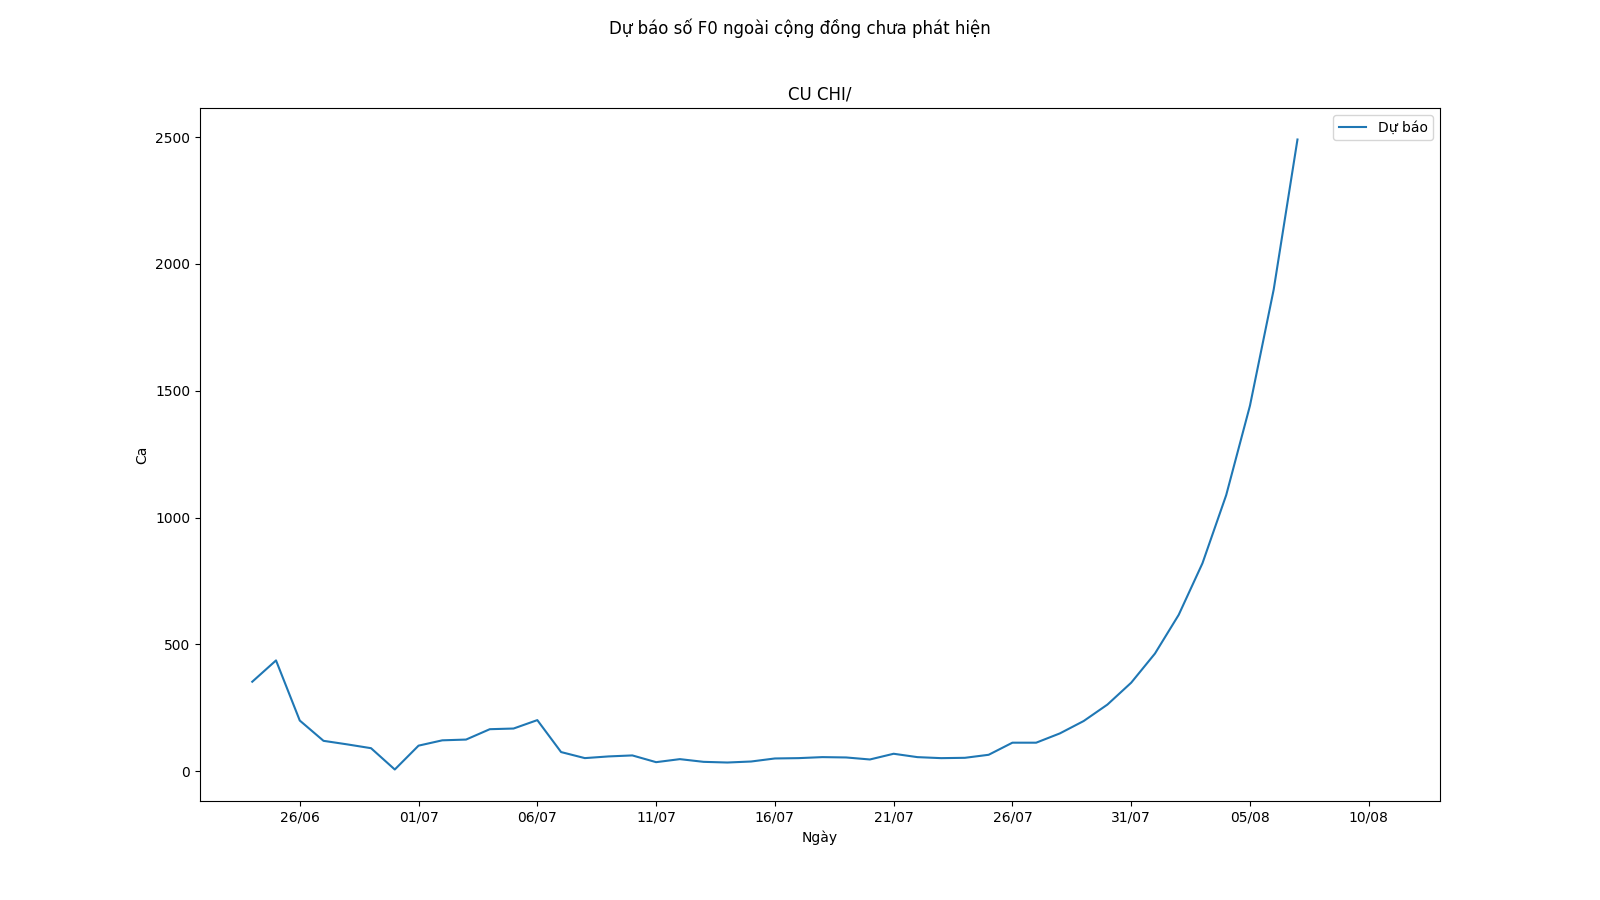 Dự báo số F0 ngoài cộng đồng chưa phát hiện
CU CHI/
Dự báo
2500
2000
1500
1000
500
0
Ca
26/06 01/07 06/07 11/07 16/07 21/07 26/07 31/07 05/08 10/08
Ngày